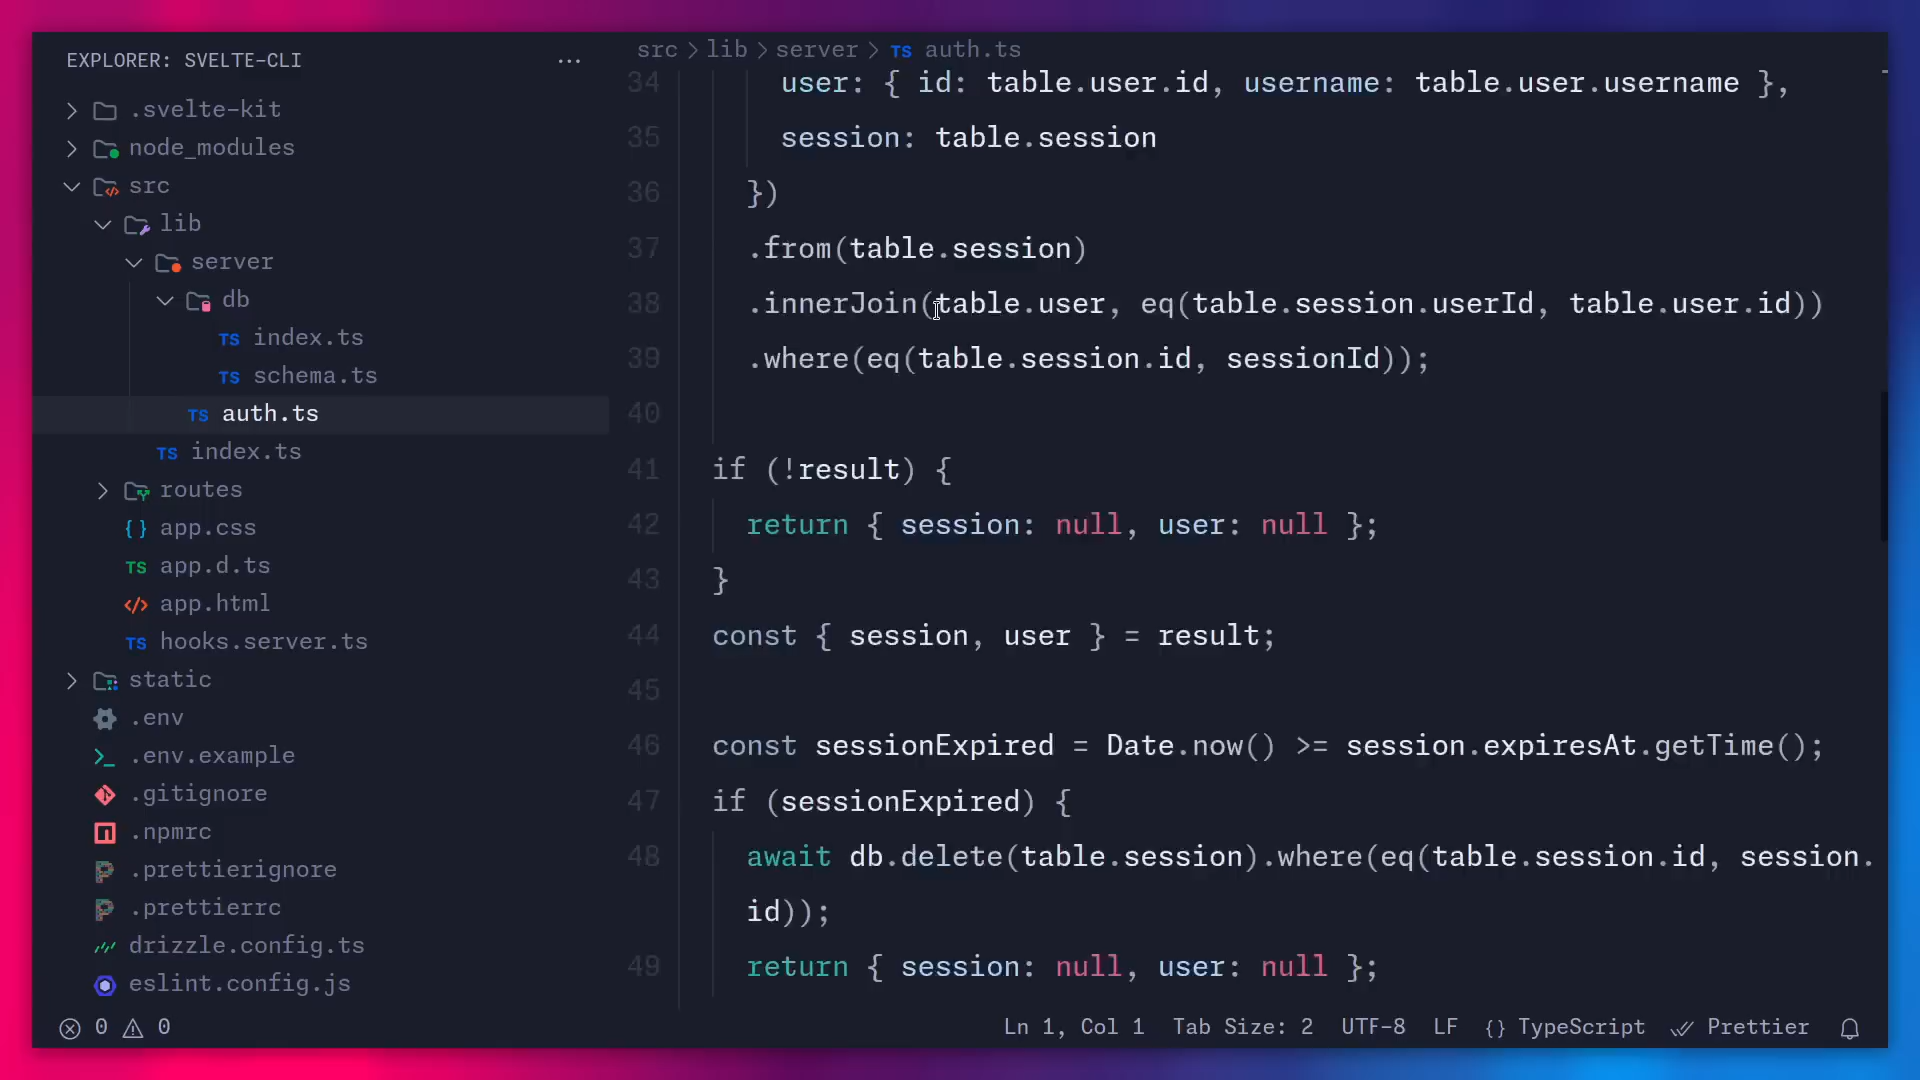 EXPLORER: SVELTE-CLI
.svelte-kit
node_modules
src
lib
server
db
TS index.ts
TS schema.ts
TS auth.ts
TS index.ts
routes
{} app.css
TS app.d.ts
</> app.html
TS hooks.server.ts
static
.env
.env.example
.gitignore
.npmrc
.prettierignore
.prettierrc
drizzle.config.ts
eslint.config.js
src > lib > server > TS auth.ts
34 user: { id: table.user.id, username: table.user.username },
35 session: table.session
36 })
37 .from(table.session)
38 .innerJoin(table.user, eq(table.session.userId, table.user.id))
39 .where(eq(table.session.id, sessionId));
40
41 if (!result) {
42 return { session: null, user: null };
43 }
44 const { session, user } = result;
45
46 const sessionExpired = Date.now() >= session.expiresAt.getTime();
47 if (sessionExpired) {
48 await db.delete(table.session).where(eq(table.session.id, session.
id));
49 return { session: null, user: null };
0 0 Ln 1, Col 1 Tab Size: 2 UTF-8 LF {} TypeScript Prettier